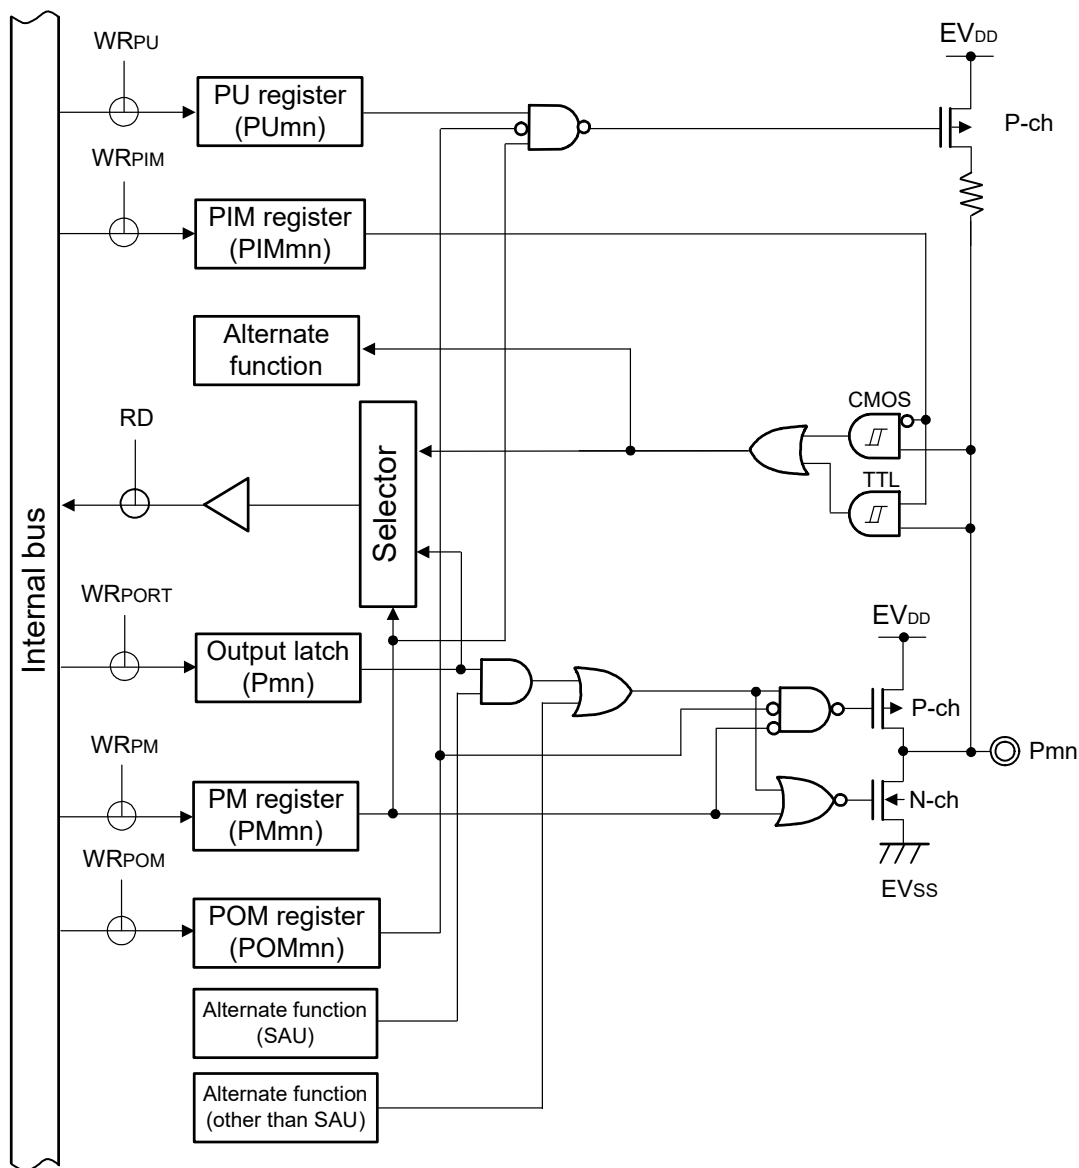 EVDD
WRPU
PU register
(PUmn)
P-ch
WRPIM
PIM register
(PIMmn)
Alternate
function
CMOS
RD
TTL
Selector
Internal bus
WRPORT
EVDD
Output latch
(Pmn)
P-ch
WRPM
Pmn
PM register
(PMmn)
N-ch
WRPOM
EVSS
POM register
(POMmn)
Alternate function
(SAU)
Alternate function
(other than SAU)